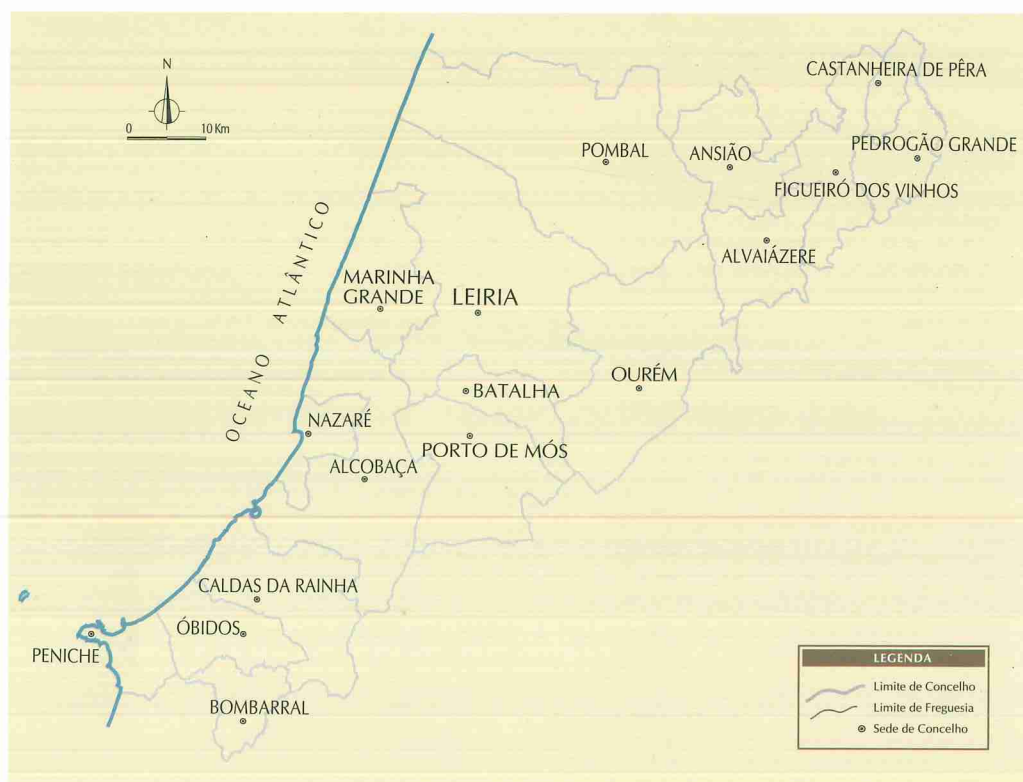 N
0 10 Km
CASTANHEIRA DE PÊRA
POMBAL
ANSIÃO
PEDROGÃO GRANDE
FIGUEIRÓ DOS VINHOS
ALVAIÁZERE
OCEANO ATLÂNTICO
MARINHA
GRANDE
LEIRIA
OURÉM
BATALHA
NAZARÉ
PORTO DE MÓS
ALCOBAÇA
CALDAS DA RAINHA
ÓBIDOS
PENICHE
BOMBARRAL
LEGENDA
Limite de Concelho
Limite de Freguesia
Sede de Concelho